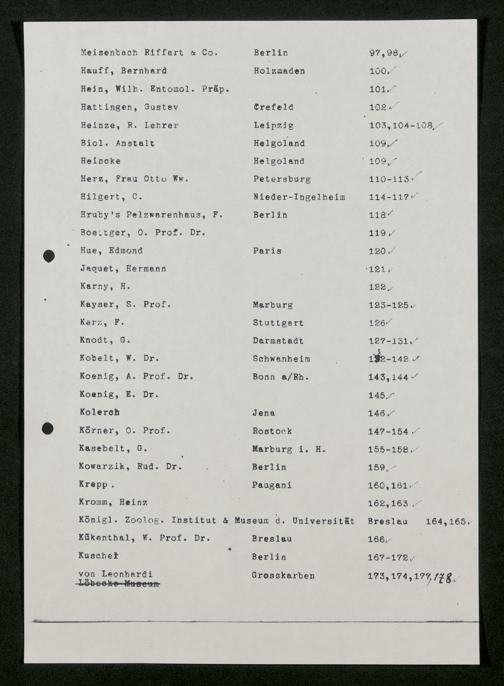 Meisenbach Riffart & Co. Berlin 97,98✓
Hauff, Bernhard Holzmaden 100✓
Hein, Wilh. Entomol. Präp. 101✓
Hattingen, Gustav Crefeld 102✓
Heinze, R. Lehrer Leipzig 103,104-108✓
Biol. Anstalt Helgoland 109✓
Heincke Helgoland 109✓
Herz, Frau Otto Ww. Petersburg 110-113✓
Hilgert, C. Nieder-Ingelheim 114-117✓
Hruby's Pelzwarenhaus, F. Berlin 118✓
Boettger, O. Prof. Dr. 119✓
Hue, Edmond Paris 120✓
Jaquet, Hermann 121✓
Karny, H. 122✓
Kayser, S. Prof. Marburg 123-125✓
Kerz, F. Stuttgart 126✓
Knodt, G. Darmstadt 127-131✓
Kobelt, W. Dr. Schwanheim 132-142✓
Koenig, A. Prof. Dr. Bonn a/Rh. 143,144✓
Koenig, E. Dr. 145✓
Kolerch Jena 146✓
Körner, O. Prof. Rostock 147-154✓
Kasebelt, G. Marburg i. H. 155-158✓
Kowarzik, Rud. Dr. Berlin 159✓
Krepp. Paugani 160,161✓
Kromm, Heinz 162,163✓
Königl. Zoolog. Institut & Museum d. Universität Breslau 164,165✓
Kükenthal, W. Prof. Dr. Breslau 166✓
Kuschel Berlin 167-172✓
von Leonhardi Grosskarben 173,174,177,178✓
Löbecke Museum